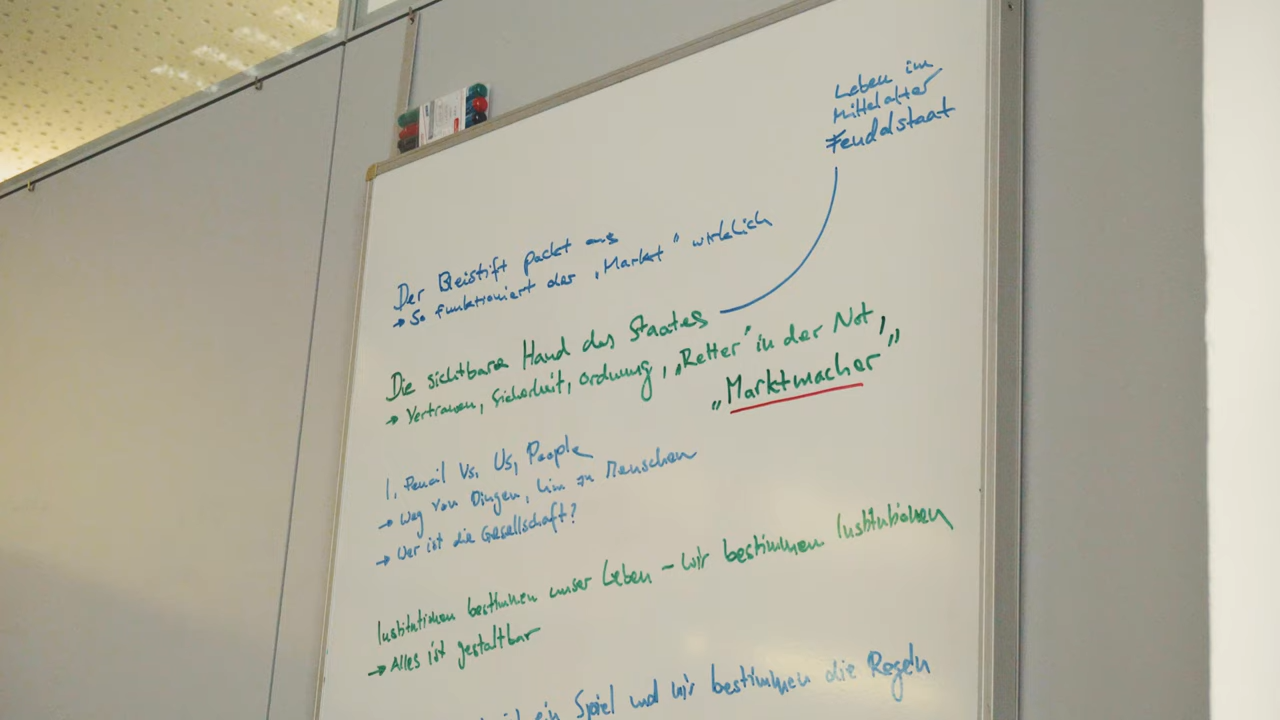 Leben im
Mittelalter
Feudalstaat
Der Bleistift packt aus
→ So funktioniert der „Markt" wirklich
Die sichtbare Hand des Staates
→ Vertrauen, Sicherheit, Ordnung, „Retter" in der Not,
„Marktmacher"
I, Pencil Vs. Us, People
→ Weg von Dingen, hin zu Menschen
→ Wer ist die Gesellschaft?
Institutionen bestimmen unser Leben – wir bestimmen Institutionen
→ Alles ist gestaltbar
ein Spiel und wir bestimmen die Regeln